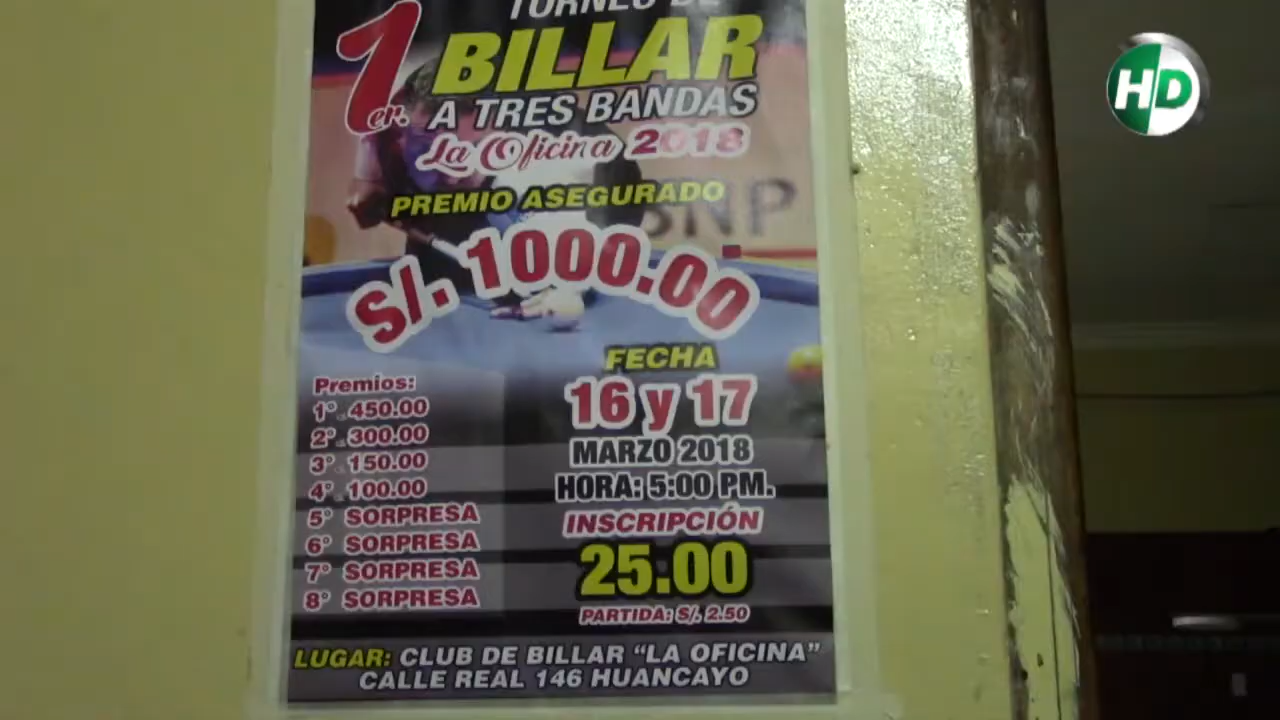 1er.
TORNEO DE
BILLAR
A TRES BANDAS
La Oficina 2018
PREMIO ASEGURADO
BNP
S/. 1000.00
Premios:
1° 450.00
2° 300.00
3° 150.00
4° 100.00
5° SORPRESA
6° SORPRESA
7° SORPRESA
8° SORPRESA
FECHA
16 y 17
MARZO 2018
HORA: 5:00 PM.
INSCRIPCIÓN
25.00
PARTIDA: S/. 2.50
LUGAR: CLUB DE BILLAR "LA OFICINA"
CALLE REAL 146 HUANCAYO
HD